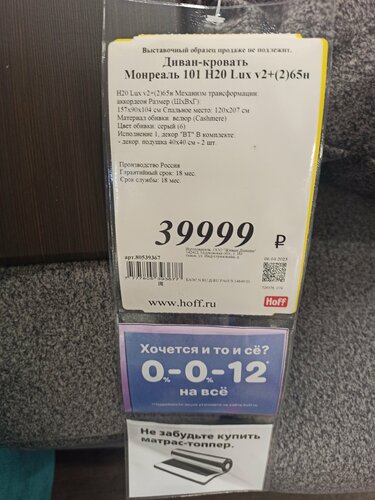 Выставочный образец продаже не подлежит.
Диван-кровать
Монреаль 101 H20 Lux v2+(2)65н
H20 Lux v2+(2)65н Механизм трансформации:
аккордеон Размер (ШхВхГ):
157х90х104 см Спальное место: 120х207 см
Материал обивки велюр (Cashmere)
Цвет обивки: серый (6)
Исполнение 1, декор "ВТ" В комплекте:
- декор. подушка 40х40 см - 2 шт.
Производство Россия
Гарантийный срок: 18 мес.
Срок службы: 18 мес.
39999 ₽
арт.80539367
www.hoff.ru
Hoff
Хочется и то и сё?
0%-0%-12
на всё
Не забудьте купить
матрас-топпер.